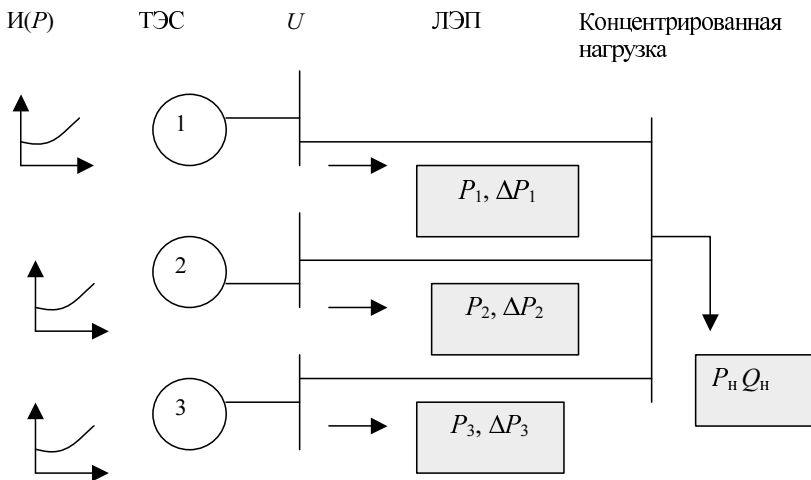 И(P) ТЭС U ЛЭП Концентрированная
нагрузка
1
P₁, ΔP₁
2
P₂, ΔP₂
3
P₃, ΔP₃
Pн Qн